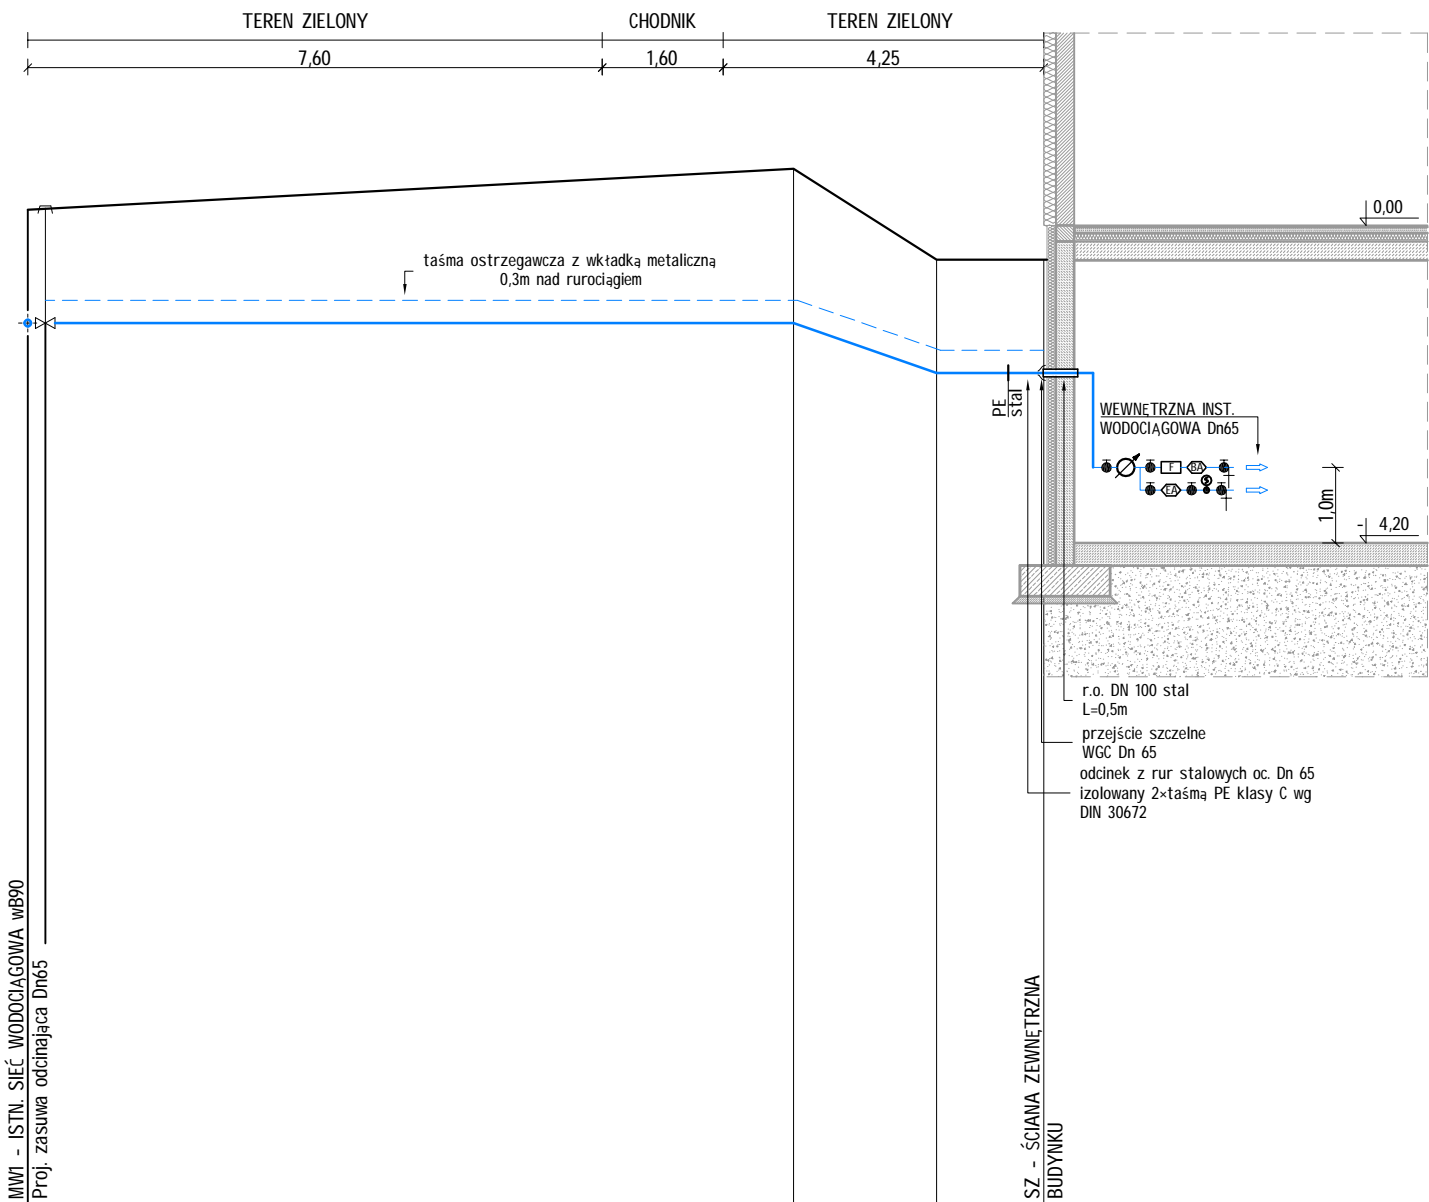 TEREN ZIELONY
CHODNIK
TEREN ZIELONY
7,60
1,60
4,25
0,00
taśma ostrzegawcza z wkładką metaliczną
0,3m nad rurociągiem
PE
stal
WEWNĘTRZNA INST.
WODOCIĄGOWA Dn65
F
BA
S
EA
1,0m
- 4,20
r.o. DN 100 stal
L=0,5m
przejście szczelne
WGC Dn 65
odcinek z rur stalowych oc. Dn 65
izolowany 2×taśmą PE klasy C wg
DIN 30672
MW1 - ISTN. SIEĆ WODOCIĄGOWA wB90
Proj. zasuwa odcinająca Dn65
SZ - ŚCIANA ZEWNĘTRZNA
BUDYNKU